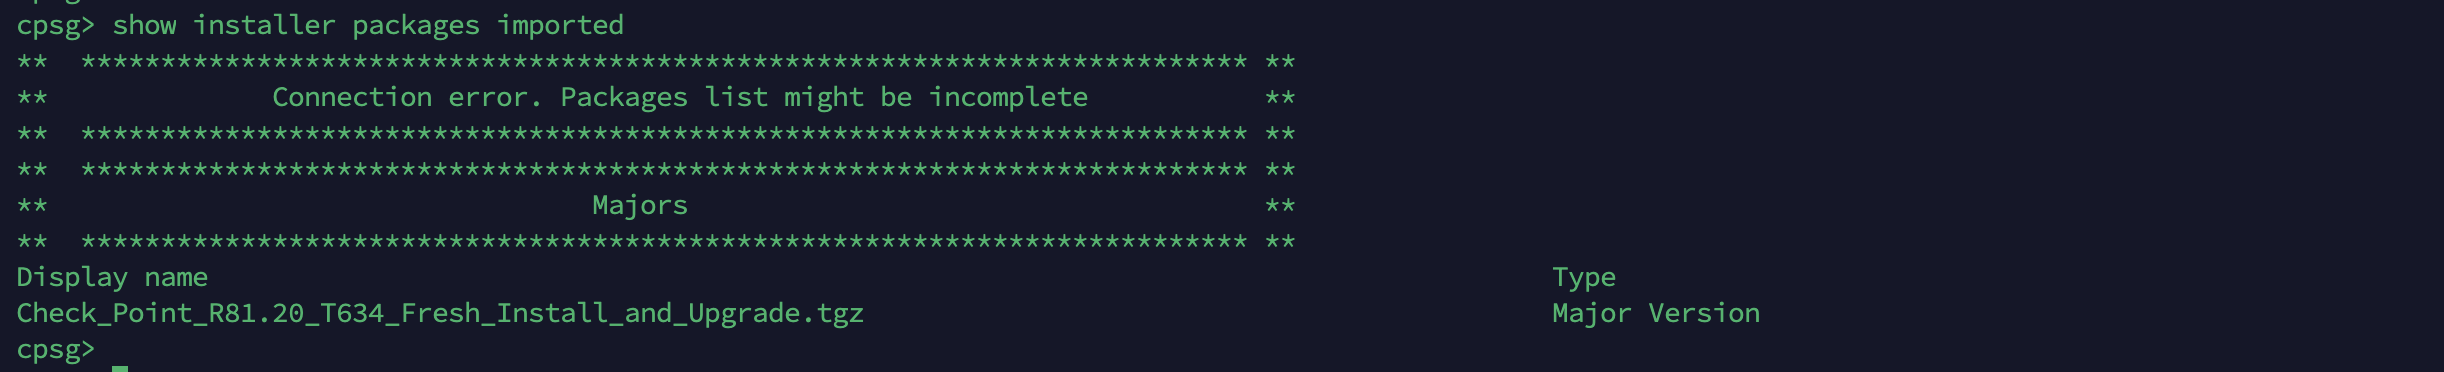 cpsg> show installer packages imported
** ************************************************************************* **
** Connection error. Packages list might be incomplete **
** ************************************************************************* **
** ************************************************************************* **
** Majors **
** ************************************************************************* **
Display name Type
Check_Point_R81.20_T634_Fresh_Install_and_Upgrade.tgz Major Version
cpsg>